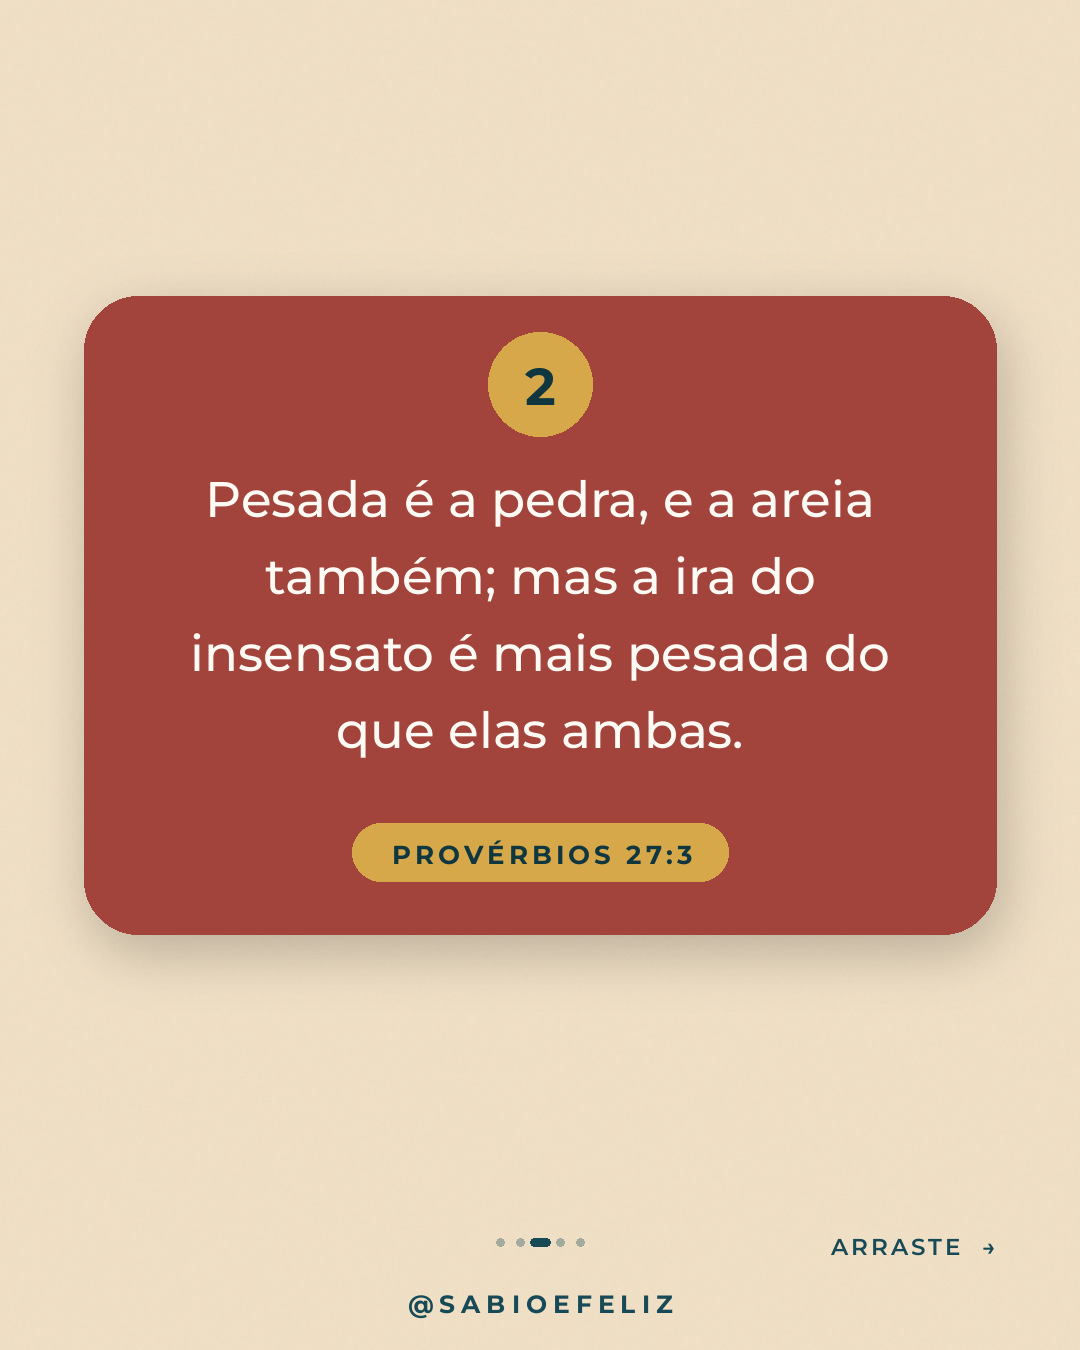 2
Pesada é a pedra, e a areia
também; mas a ira do
insensato é mais pesada do
que elas ambas.
PROVÉRBIOS 27:3
ARRASTE →
@SABIOEFELIZ